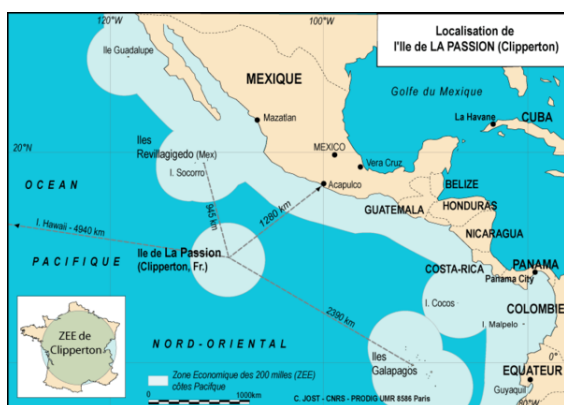 120°W
100°W
Localisation de
l'Ile de LA PASSION (Clipperton)
Ile Guadalupe
MEXIQUE
Golfe du Mexique
La Havane
CUBA
Mazatlan
Iles
Revillagigedo (Mex)
MEXICO
Vera Cruz
20°N
I. Socorro
Acapulco
BELIZE
OCEAN
945 km
1280 km
GUATEMALA
HONDURAS
I. Hawaii - 4940 km
NICARAGUA
Ile de La Passion
(Clipperton, Fr.)
PACIFIQUE
COSTA-RICA
PANAMA
Panama City
2390 km
I. Cocos
COLOMBIE
I. Malpelo
ZEE de
Clipperton
NORD-ORIENTAL
Iles
Galapagos
0°
EQUATEUR
Zone Economique des 200 milles (ZEE)
côtes Pacifique
Guyaquil
0
1000km
C. JOST - CNRS - PRODIG UMR 8586 Paris
80°W